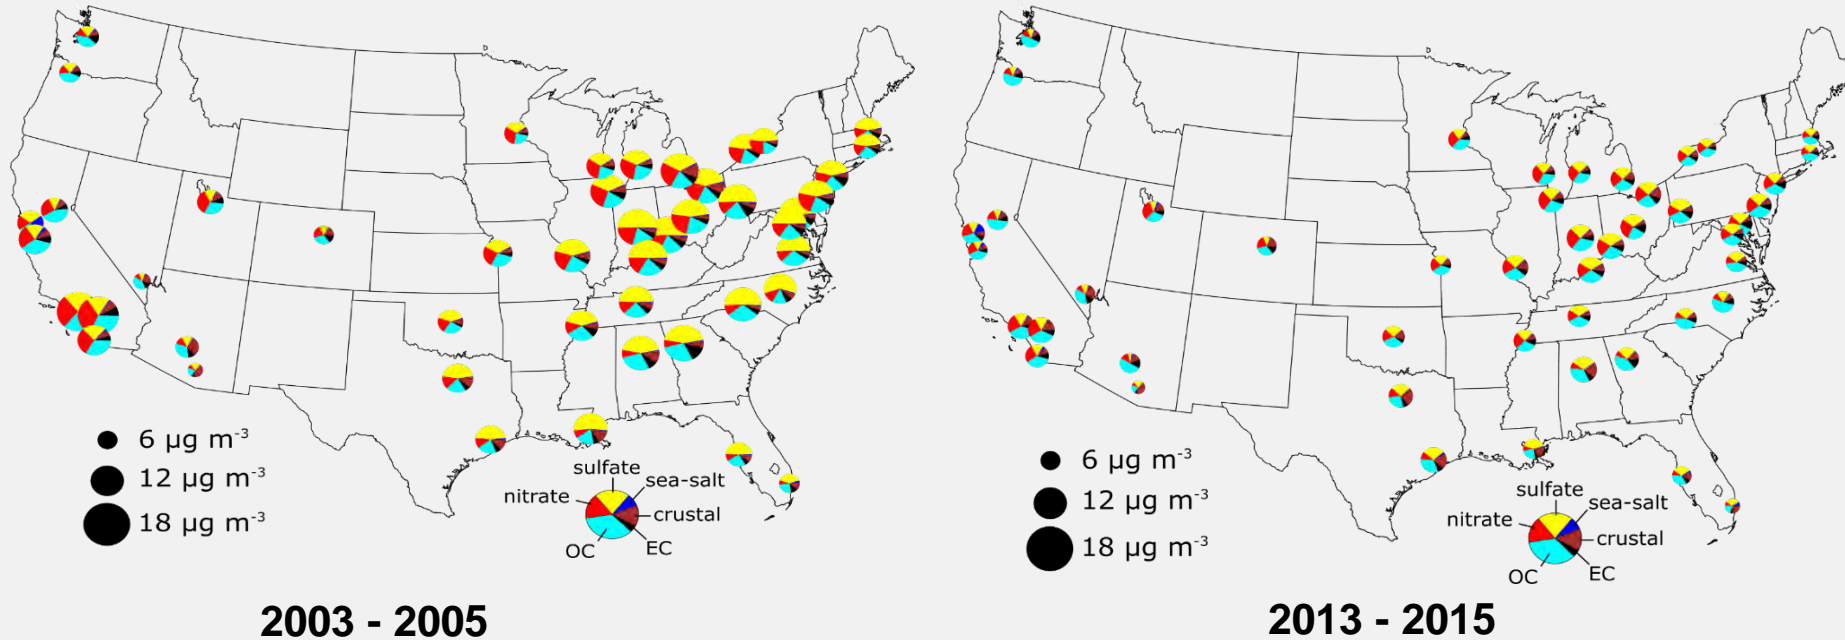 6 µg m-3
12 µg m-3
18 µg m-3
sulfate
sea-salt
nitrate
crustal
OC
EC
2003 - 2005
6 µg m-3
12 µg m-3
18 µg m-3
sulfate
sea-salt
nitrate
crustal
OC
EC
2013 - 2015